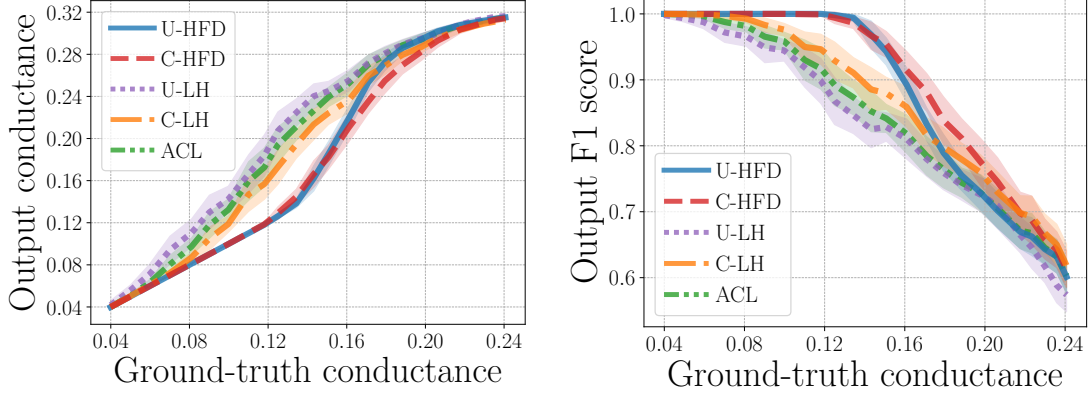 Output conductance
0.32
0.28
0.24
0.20
0.16
0.12
0.08
0.04
U-HFD
C-HFD
U-LH
C-LH
ACL
0.04 0.08 0.12 0.16 0.20 0.24
Ground-truth conductance
Output F1 score
1.0
0.9
0.8
0.7
0.6
U-HFD
C-HFD
U-LH
C-LH
ACL
0.04 0.08 0.12 0.16 0.20 0.24
Ground-truth conductance